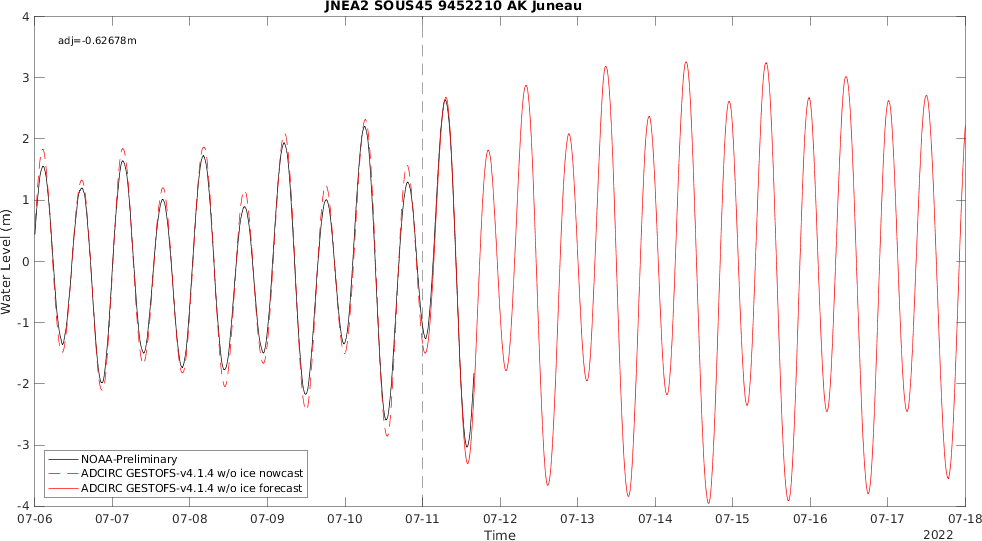 JNEA2 SOUS45 9452210 AK Juneau
adj=-0.62678m
4
3
2
1
0
-1
-2
-3
-4
Water Level (m)
NOAA-Preliminary
ADCIRC GESTOFS-v4.1.4 w/o ice nowcast
ADCIRC GESTOFS-v4.1.4 w/o ice forecast
07-06 07-07 07-08 07-09 07-10 07-11 07-12 07-13 07-14 07-15 07-16 07-17 07-18
Time
2022